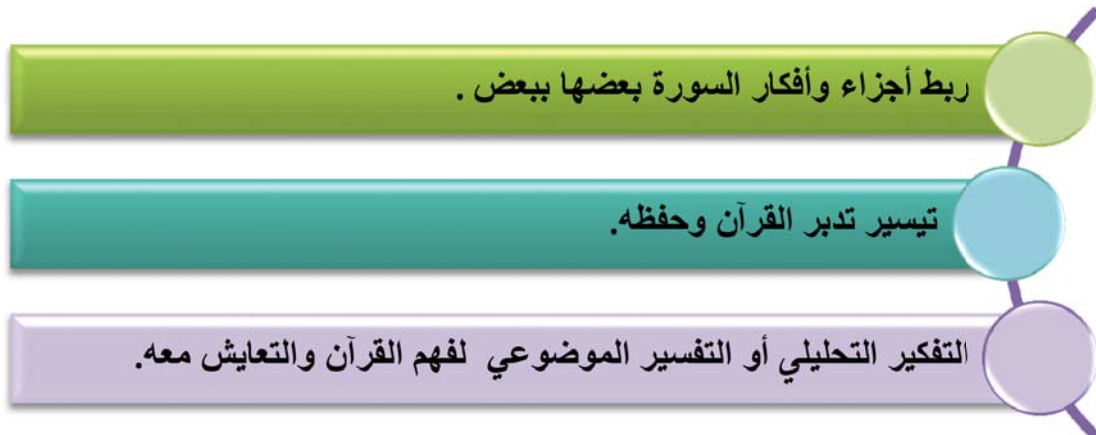 ربط أجزاء وأفكار السورة بعضها ببعض .
تيسير تدبر القرآن وحفظه.
التفكير التحليلي أو التفسير الموضوعي لفهم القرآن والتعايش معه.